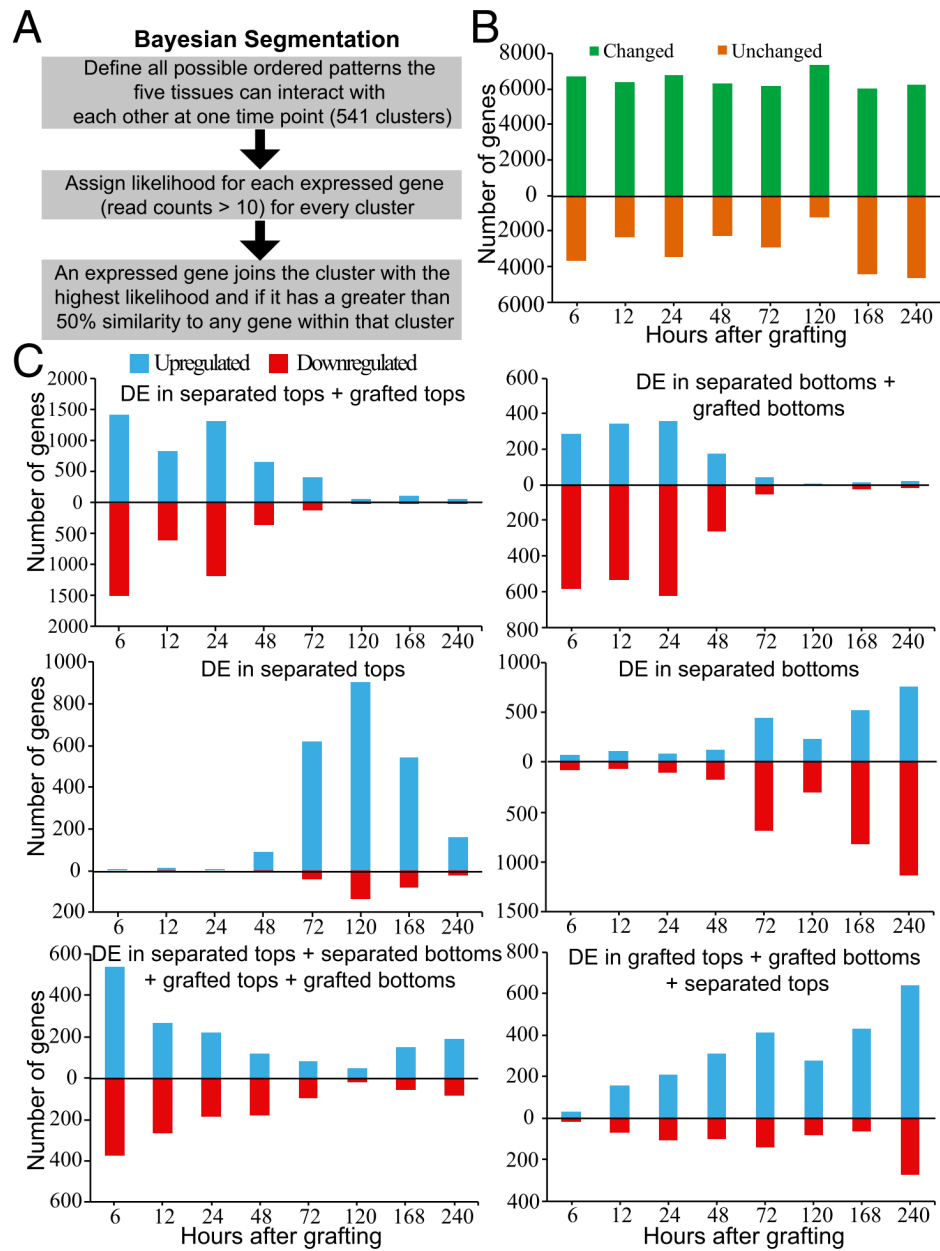 A
Bayesian Segmentation
Define all possible ordered patterns the
five tissues can interact with
each other at one time point (541 clusters)
Assign likelihood for each expressed gene
(read counts > 10) for every cluster
An expressed gene joins the cluster with the
highest likelihood and if it has a greater than
50% similarity to any gene within that cluster
B
Changed Unchanged
Number of genes
8000
6000
4000
2000
0
2000
4000
6000
6 12 24 48 72 120 168 240
Hours after grafting
C
Upregulated Downregulated
DE in separated tops + grafted tops
Number of genes
2000
1500
1000
500
0
500
1000
1500
2000
6 12 24 48 72 120 168 240
DE in separated bottoms +
grafted bottoms
600
400
200
0
200
400
600
800
6 12 24 48 72 120 168 240
DE in separated tops
Number of genes
1000
800
600
400
200
0
200
6 12 24 48 72 120 168 240
DE in separated bottoms
1000
500
0
500
1000
1500
6 12 24 48 72 120 168 240
DE in separated tops + separated bottoms
+ grafted tops + grafted bottoms
Number of genes
600
400
200
0
200
400
600
6 12 24 48 72 120 168 240
Hours after grafting
DE in grafted tops + grafted bottoms
+ separated tops
800
600
400
200
0
200
400
6 12 24 48 72 120 168 240
Hours after grafting